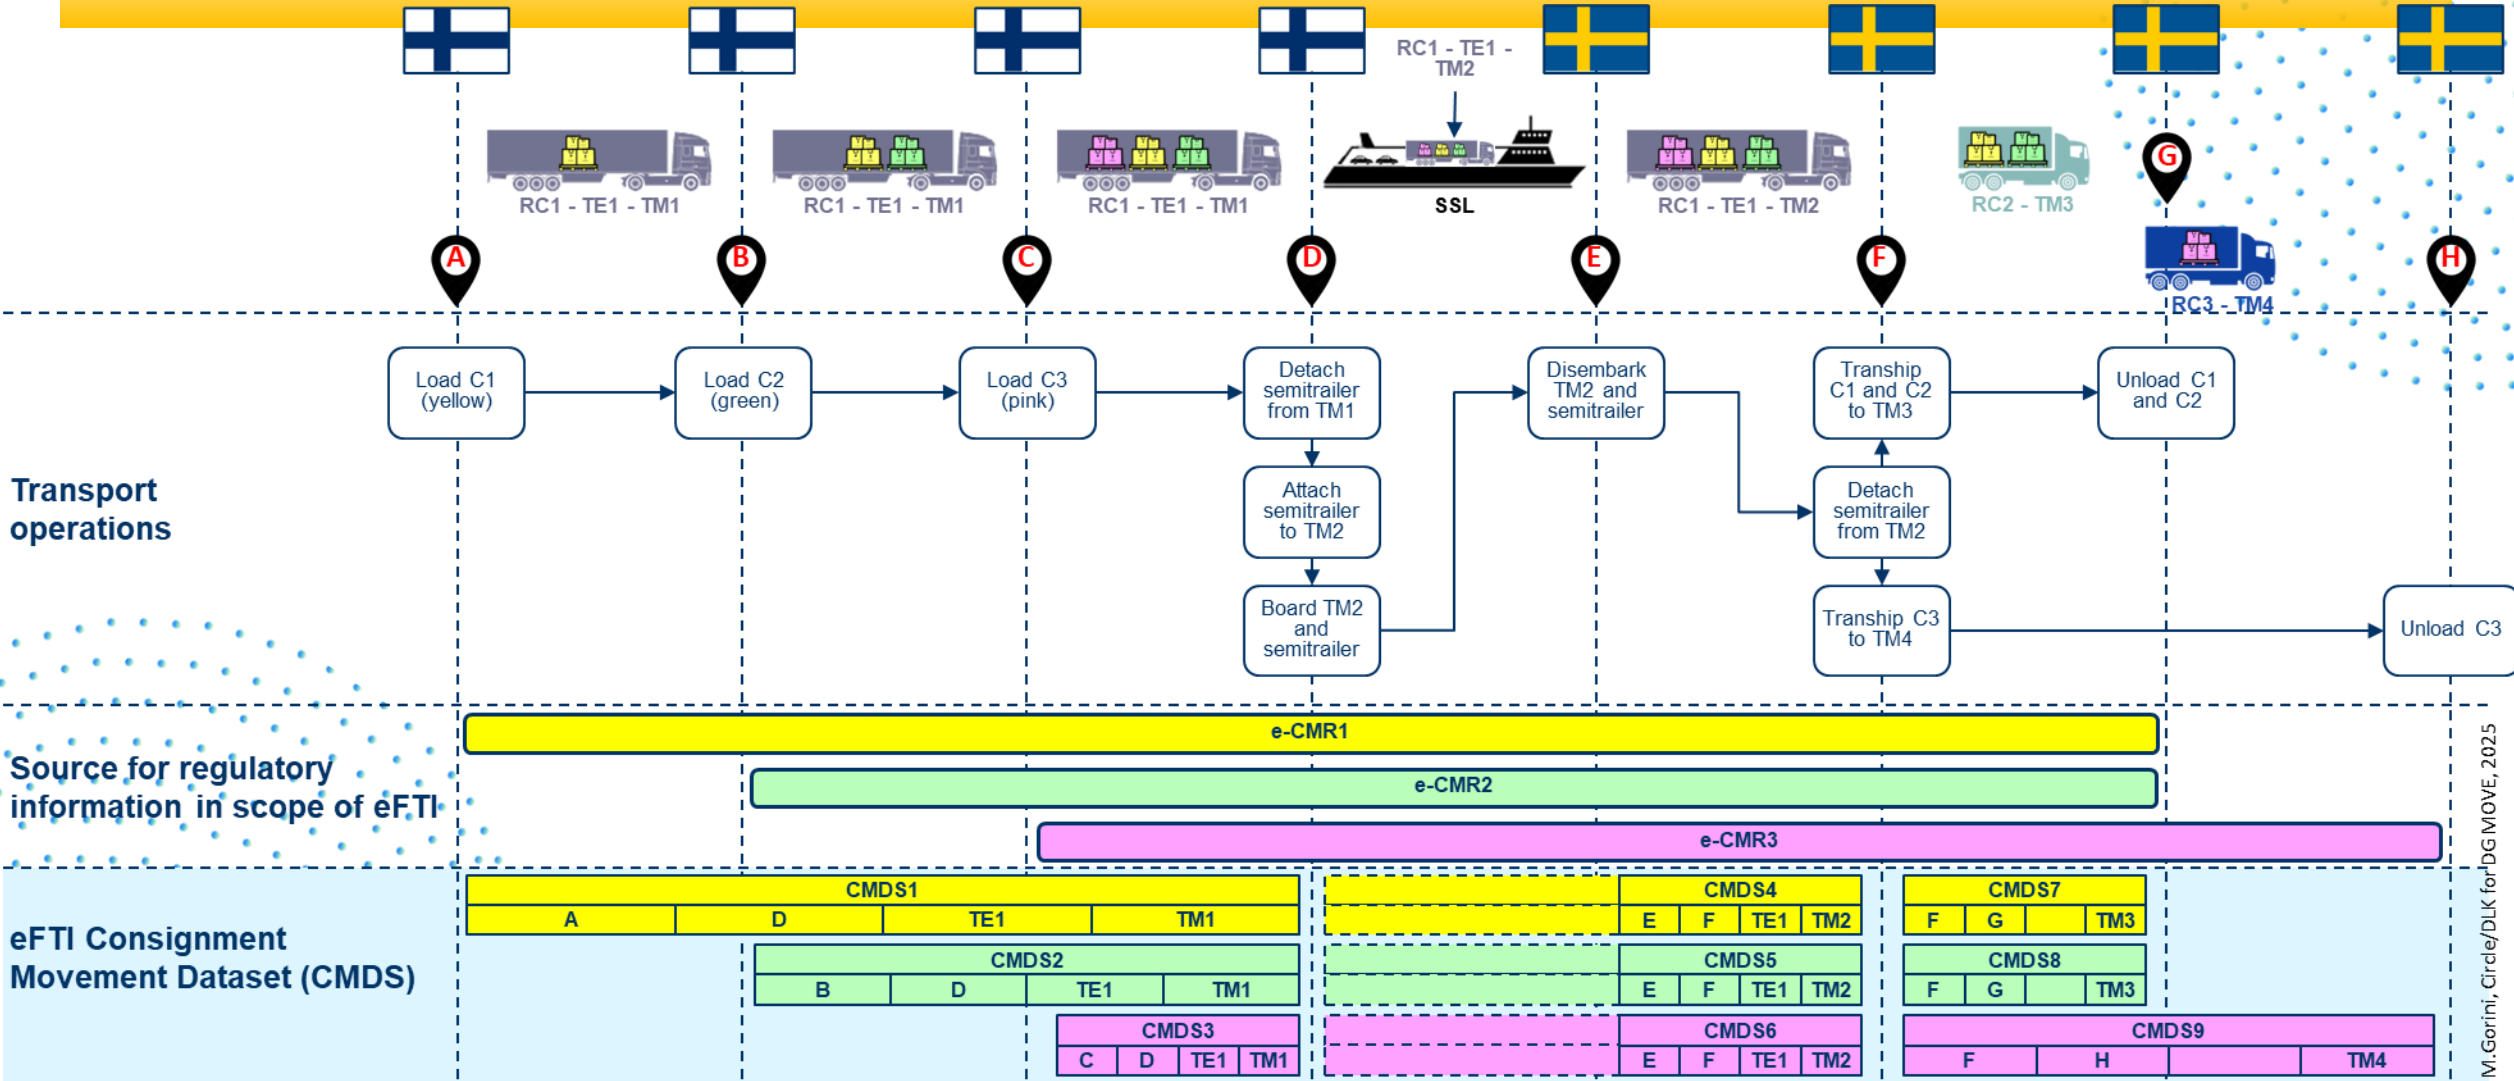 RC1 - TE1 -
TM2
RC1 - TE1 - TM1
RC1 - TE1 - TM1
RC1 - TE1 - TM1
SSL
RC1 - TE1 - TM2
RC2 - TM3
G
A
B
C
D
E
F
H
RC3 - TM4
Transport
operations
Load C1
(yellow)
Load C2
(green)
Load C3
(pink)
Detach
semitrailer
from TM1
Attach
semitrailer
to TM2
Board TM2
and
semitrailer
Disembark
TM2 and
semitrailer
Tranship
C1 and C2
to TM3
Detach
semitrailer
from TM2
Tranship C3
to TM4
Unload C1
and C2
Unload C3
Source for regulatory
information in scope of eFTI
e-CMR1
e-CMR2
e-CMR3
eFTI Consignment
Movement Dataset (CMDS)
CMDS1
A D TE1 TM1
CMDS4
E F TE1 TM2
CMDS7
F G TM3
CMDS2
B D TE1 TM1
CMDS5
E F TE1 TM2
CMDS8
F G TM3
CMDS3
C D TE1 TM1
CMDS6
E F TE1 TM2
CMDS9
F H TM4
M.Gorini, Circle/DLK for DG MOVE, 2025